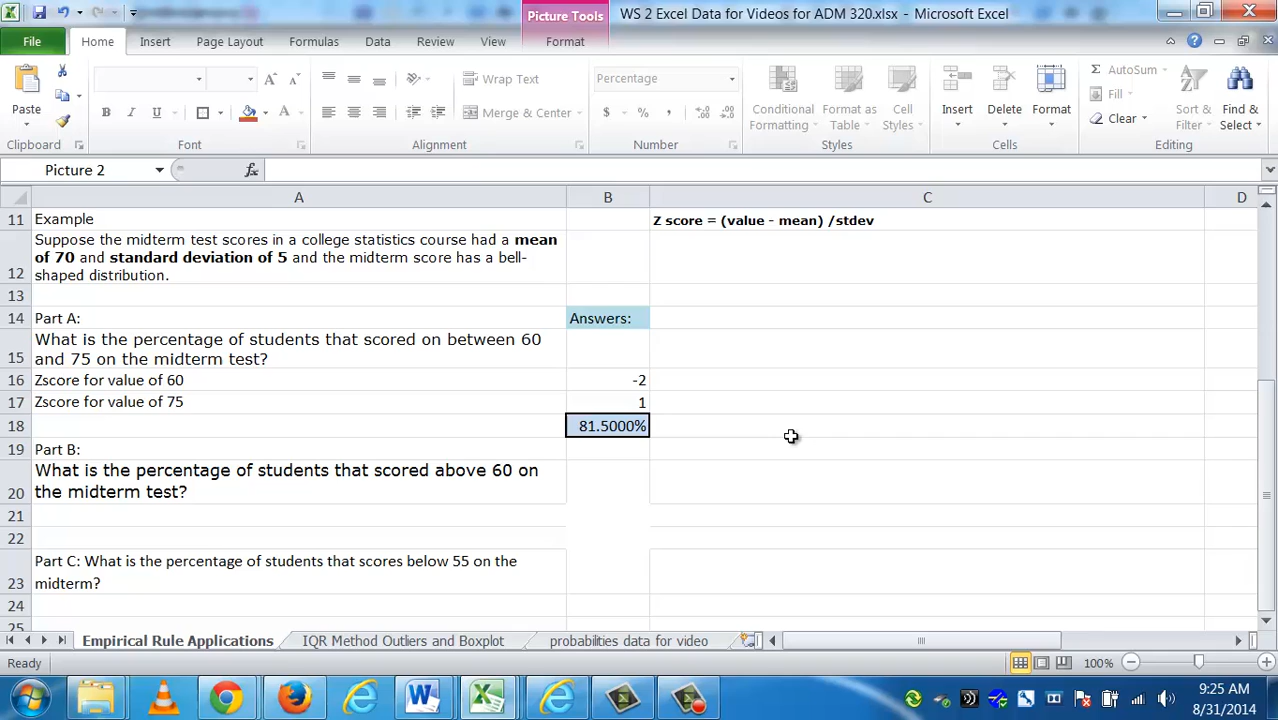 Picture Tools
WS 2 Excel Data for Videos for ADM 320.xlsx - Microsoft Excel
File Home Insert Page Layout Formulas Data Review View Format
Paste
Wrap Text
Merge & Center
Percentage
$ % ,
Conditional Formatting
Format as Table
Cell Styles
Insert
Delete
Format
AutoSum
Fill
Clear
Sort & Filter
Find & Select
B I U A
Clipboard Font Alignment Number Styles Cells Editing
Picture 2 fx
A B C D
11 Example Z score = (value - mean) /stdev
Suppose the midterm test scores in a college statistics course had a mean
of 70 and standard deviation of 5 and the midterm score has a bell-
12 shaped distribution.
13
14 Part A: Answers:
What is the percentage of students that scored on between 60
15 and 75 on the midterm test?
16 Zscore for value of 60 -2
17 Zscore for value of 75 1
18 81.5000%
19 Part B:
What is the percentage of students that scored above 60 on
20 the midterm test?
21
22
Part C: What is the percentage of students that scores below 55 on the
23 midterm?
24
25
Empirical Rule Applications IQR Method Outliers and Boxplot probabilities data for video
Ready 100%
9:25 AM
8/31/2014